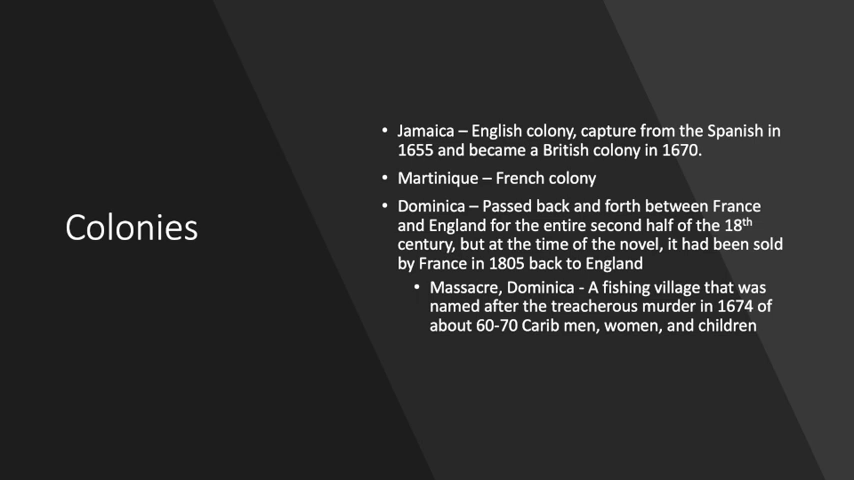 Colonies
• Jamaica – English colony, capture from the Spanish in
1655 and became a British colony in 1670.
• Martinique – French colony
• Dominica – Passed back and forth between France
and England for the entire second half of the 18th
century, but at the time of the novel, it had been sold
by France in 1805 back to England
• Massacre, Dominica - A fishing village that was
named after the treacherous murder in 1674 of
about 60-70 Carib men, women, and children